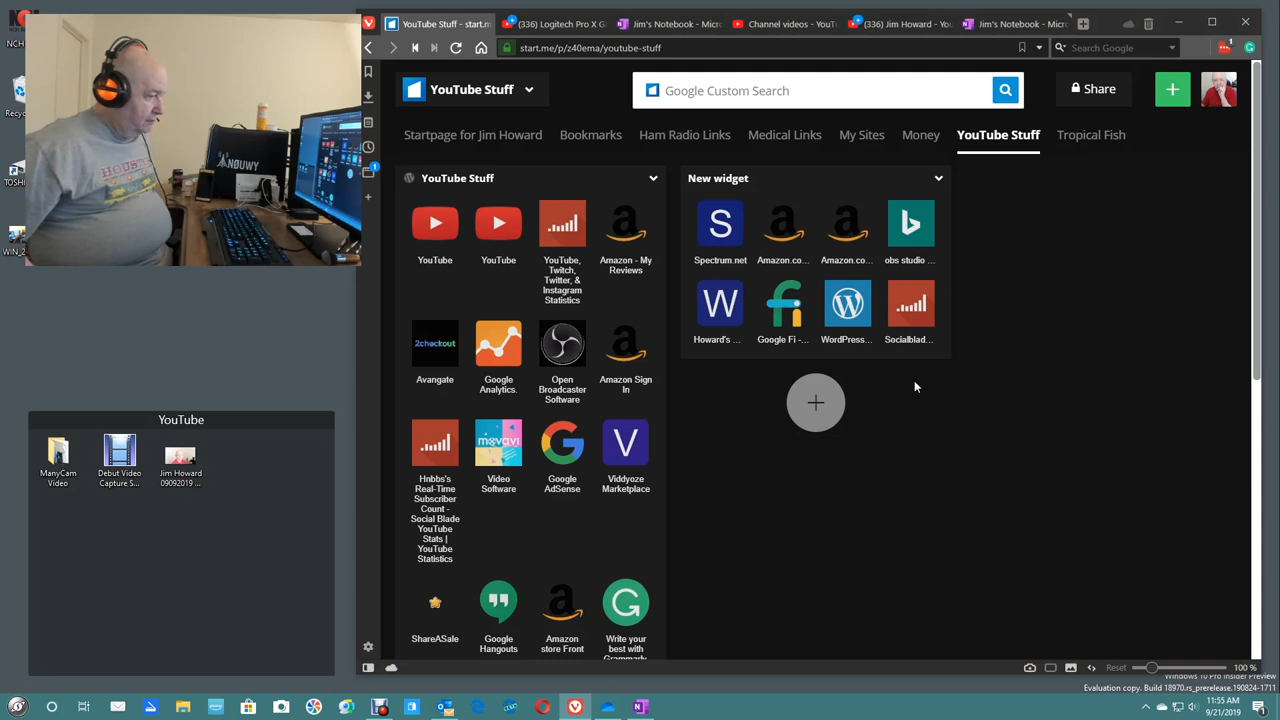 YouTube Stuff - start.m
(336) Logitech Pro X G
Jim's Notebook - Micr
Channel videos - YouT
(336) Jim Howard - You
Jim's Notebook - Micr
start.me/p/z40ema/youtube-stuff
Search Google
YouTube Stuff
Google Custom Search
Share
Startpage for Jim Howard
Bookmarks
Ham Radio Links
Medical Links
My Sites
Money
YouTube Stuff
Tropical Fish
YouTube Stuff
YouTube
YouTube
YouTube,
Twitch,
Twitter, &
Instagram
Statistics
Amazon - My
Reviews
2checkout
Avangate
Google
Analytics.
Open
Broadcaster
Software
Amazon Sign
In
Hnbbs's
Real-Time
Subscriber
Count -
Social Blade
YouTube
Stats |
YouTube
Statistics
movavi
Video
Software
Google
AdSense
Viddyoze
Marketplace
ShareASale
Google
Hangouts
Amazon
store Front
Write your
best with
Grammarly
New widget
Spectrum.net
Amazon.co...
Amazon.co...
obs studio ...
Howard's ...
Google Fi -...
WordPress...
Socialblad...
NOUWY
HOUSTON
NCH
Recyc
TOSHI
WIN_2
YouTube
ManyCam
Video
Debut Video
Capture S...
Jim Howard
09092019 ...
Reset
100 %
Windows 10 Pro Insider Preview
Evaluation copy. Build 18970.rs_prerelease.190824-1711
11:55 AM
9/21/2019